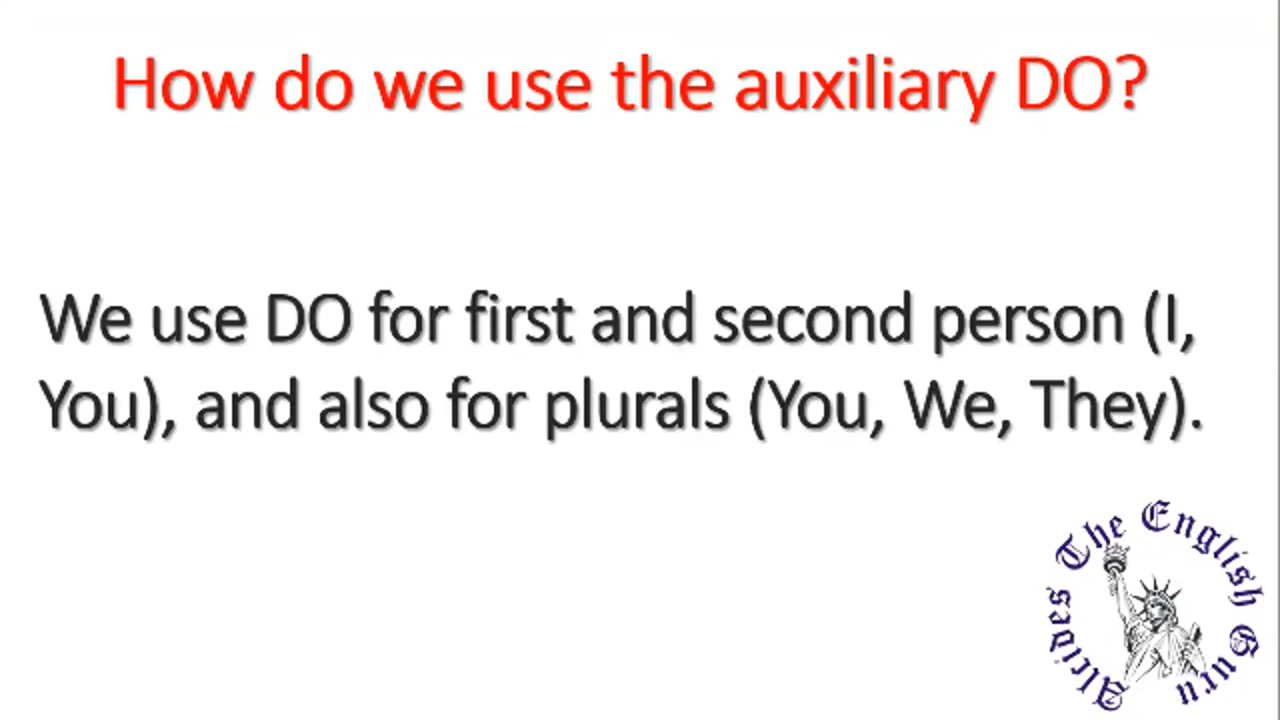 How do we use the auxiliary DO?
We use DO for first and second person (I,
You), and also for plurals (You, We, They).
Alcides The English Guru